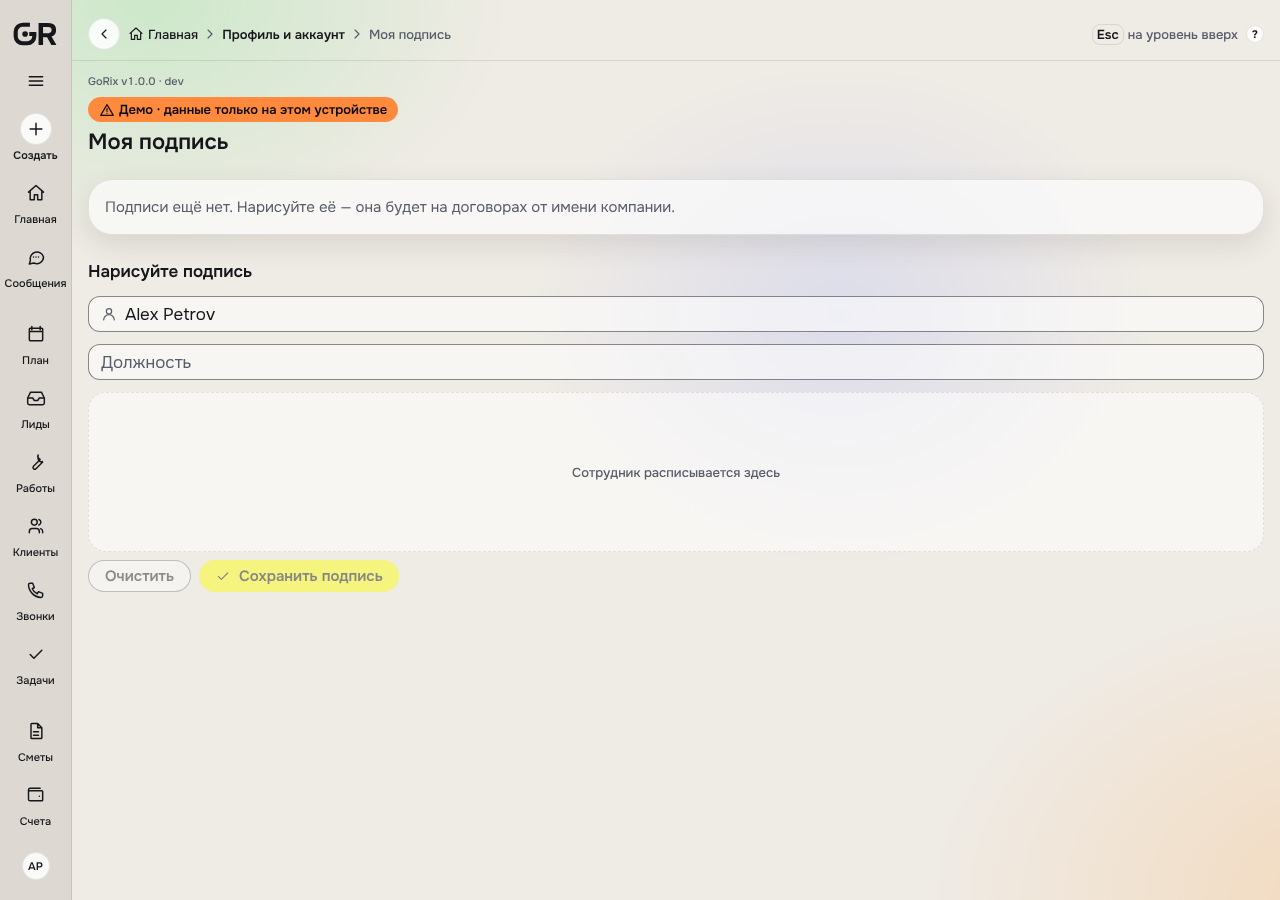 GR
Главная
Профиль и аккаунт
Моя подпись
Esc на уровень вверх ?
GoRix v1.0.0 · dev
Демо · данные только на этом устройстве
Моя подпись
Подписи ещё нет. Нарисуйте её — она будет на договорах от имени компании.
Нарисуйте подпись
Alex Petrov
Должность
Сотрудник расписывается здесь
Очистить
Сохранить подпись
Создать
Главная
Сообщения
План
Лиды
Работы
Клиенты
Звонки
Задачи
Сметы
Счета
AP